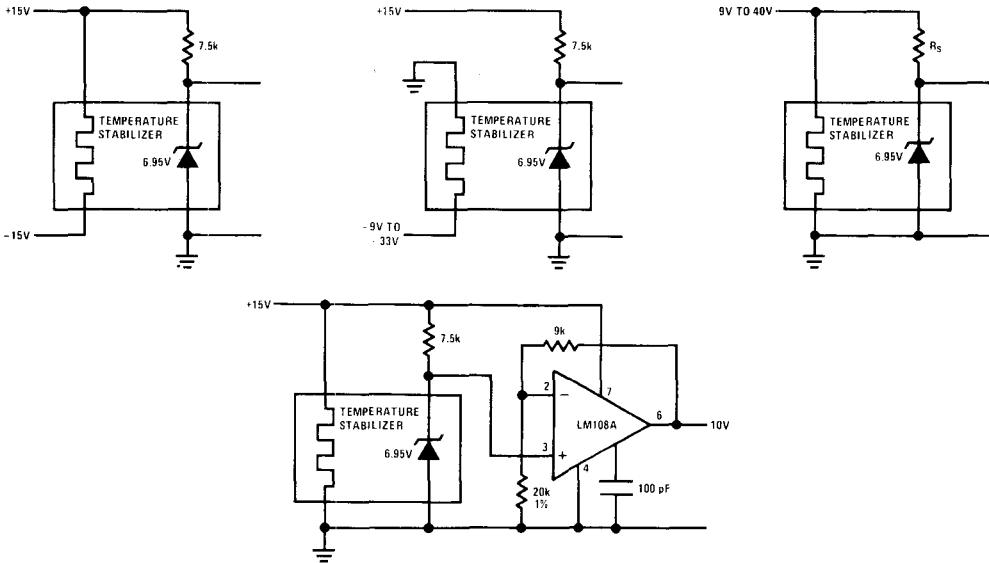 +15V
7.5k
TEMPERATURE
STABILIZER
6.95V
-15V
+15V
7.5k
TEMPERATURE
STABILIZER
6.95V
-9V TO
-33V
9V TO 40V
RS
TEMPERATURE
STABILIZER
6.95V
+15V
7.5k
TEMPERATURE
STABILIZER
6.95V
9k
2
7
−
LM108A
6
10V
3
+
4
20k
1%
100 pF